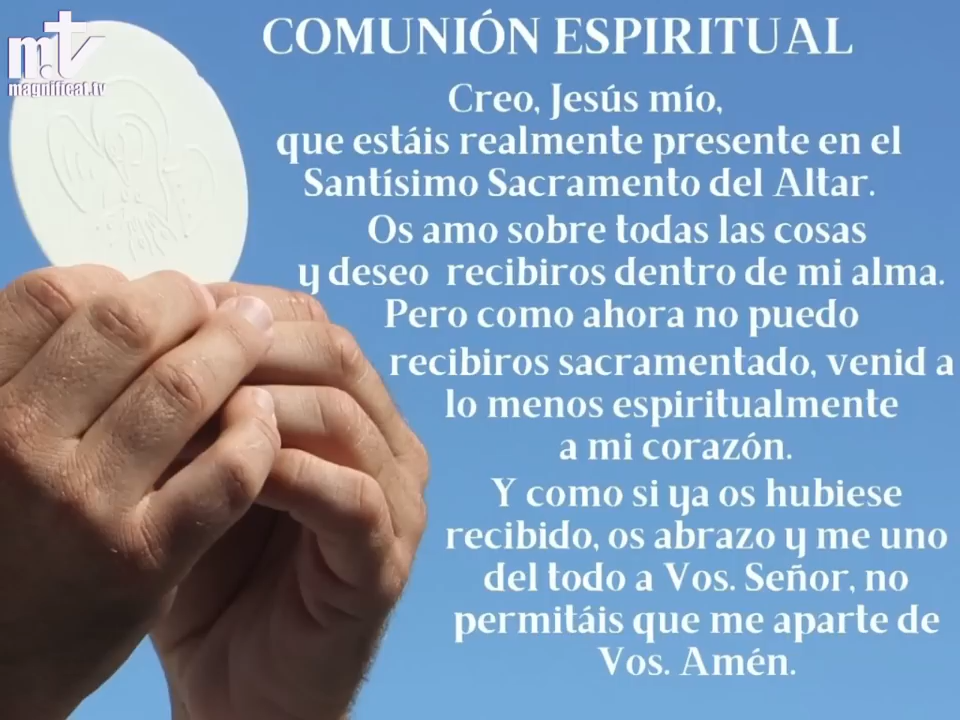 mtv
magnificat.tv
COMUNIÓN ESPIRITUAL
Creo, Jesús mío,
que estáis realmente presente en el
Santísimo Sacramento del Altar.
Os amo sobre todas las cosas
y deseo recibiros dentro de mi alma.
Pero como ahora no puedo
recibiros sacramentado, venid a
lo menos espiritualmente
a mi corazón.
Y como si ya os hubiese
recibido, os abrazo y me uno
del todo a Vos. Señor, no
permitáis que me aparte de
Vos. Amén.